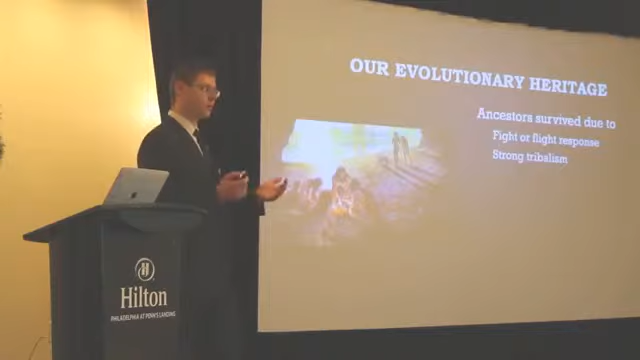 OUR EVOLUTIONARY HERITAGE
Ancestors survived due to
Fight or flight response
Strong tribalism
Hilton
PHILADELPHIA AT PENN'S LANDING